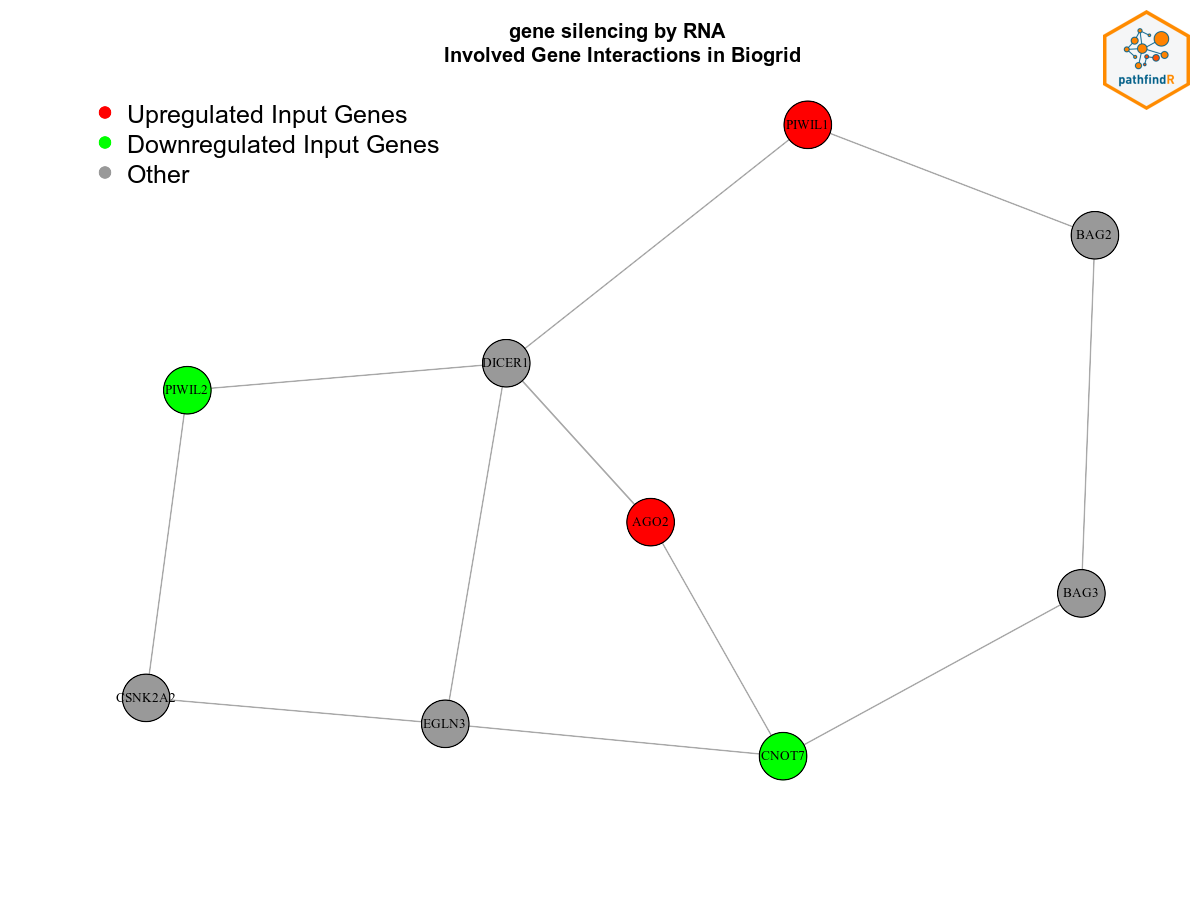 gene silencing by RNA
Involved Gene Interactions in Biogrid
pathfindR
Upregulated Input Genes
Downregulated Input Genes
Other
PIWIL1
BAG2
DICER1
PIWIL2
AGO2
BAG3
CSNK2A2
EGLN3
CNOT7